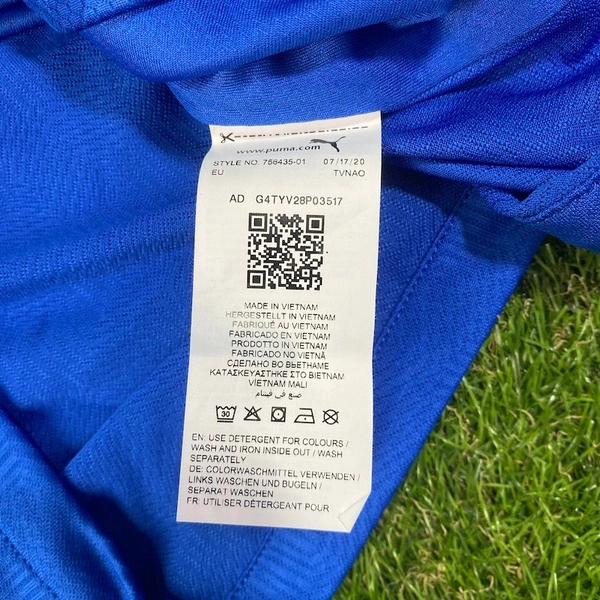 www.puma.com
STYLE NO. 756435-01 07/17/20
EU TVNAO
AD G4TYV28P03517
MADE IN VIETNAM
HERGESTELLT IN VIETNAM
FABRIQUÉ AU VIETNAM
FABRICADO EN VIETNAM
PRODOTTO IN VIETNAM
FABRICADO NO VIETNÃ
СДЕЛАНО ВО ВЬЕТНАМЕ
ΚΑΤΑΣΚΕΥΑΣΤΗΚΕ ΣΤΟ ΒΙΕΤΝΑΜ
VİETNAM MALI
صنع في فيتنام
30
EN: USE DETERGENT FOR COLOURS /
WASH AND IRON INSIDE OUT / WASH
SEPARATELY
DE: COLORWASCHMITTEL VERWENDEN /
LINKS WASCHEN UND BUGELN /
SEPARAT WASCHEN
FR: UTILISER DÉTERGENT POUR